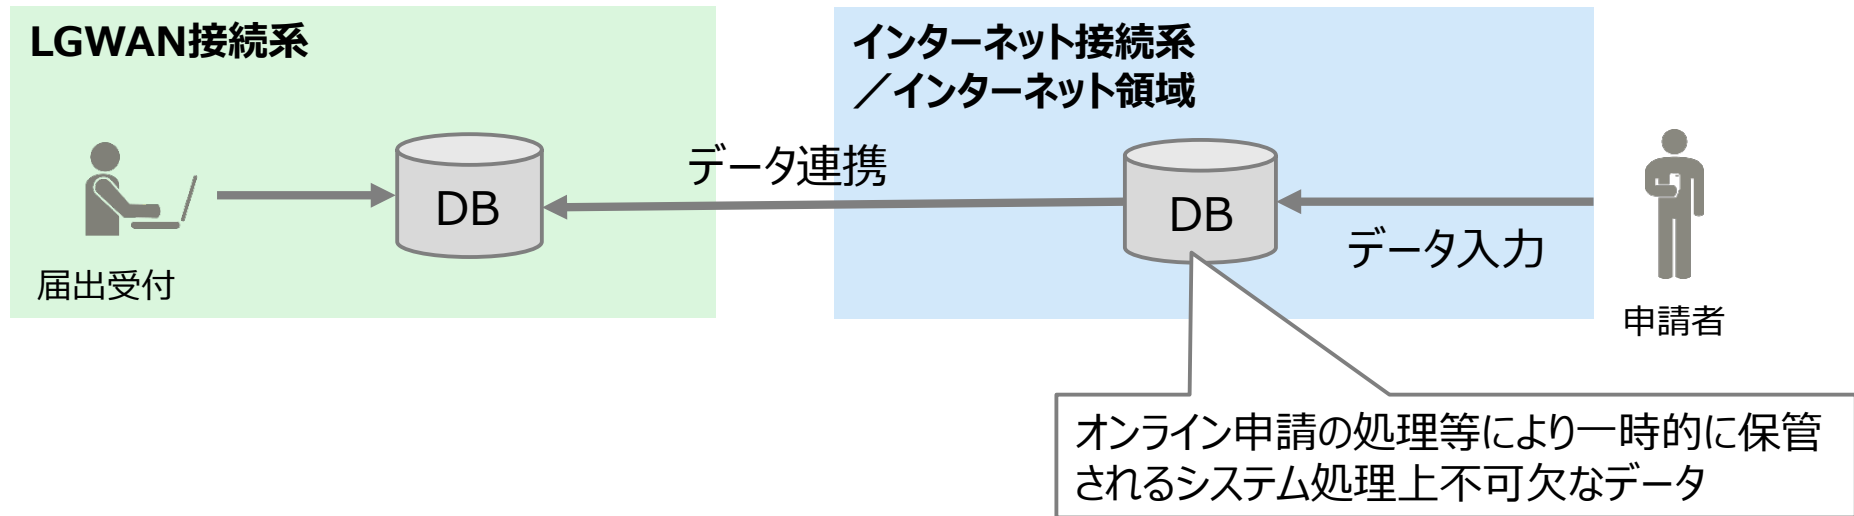 LGWAN接続系
インターネット接続系
／インターネット領域
データ連携
DB
DB
データ入力
届出受付
申請者
オンライン申請の処理等により一時的に保管
されるシステム処理上不可欠なデータ